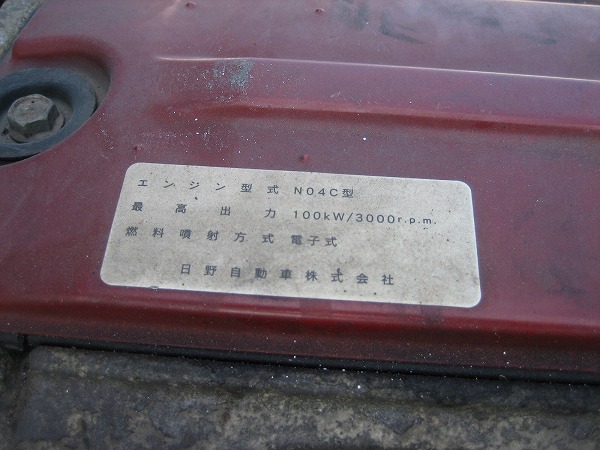 エンジン型式 N04C型
最高出力 100kW/3000r.p.m.
燃料噴射方式 電子式
日野自動車株式会社